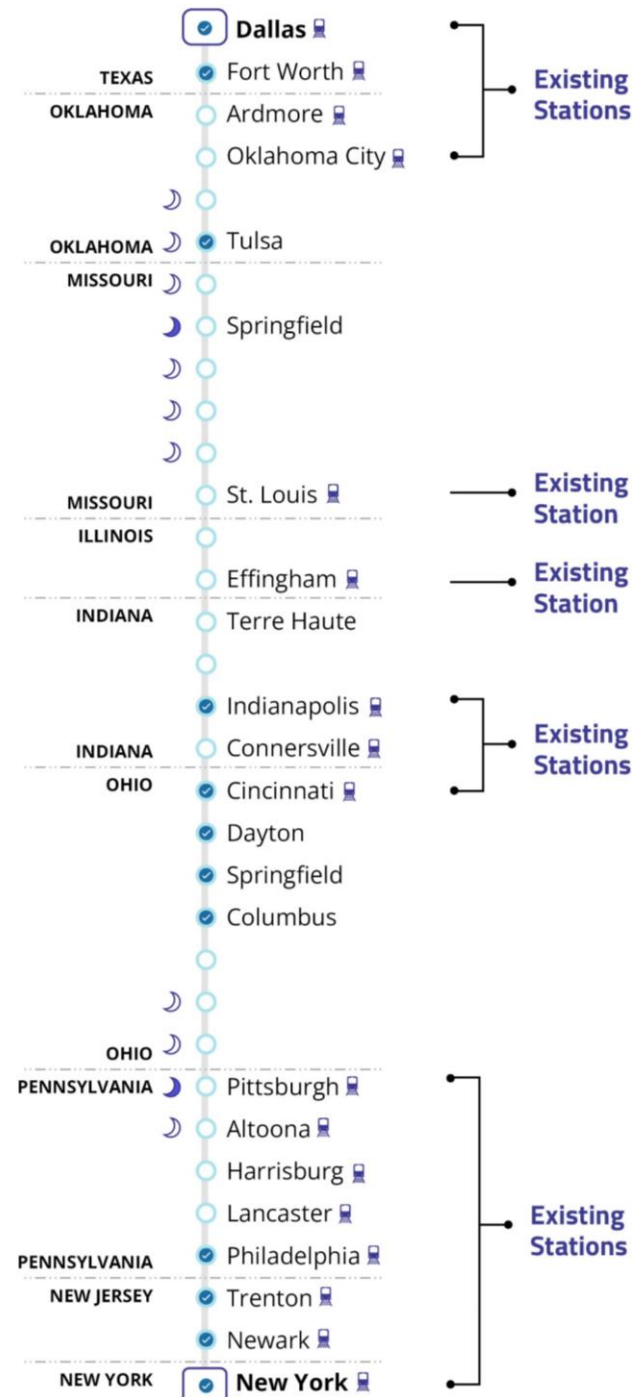 Dallas
Existing
Stations
TEXAS
Fort Worth
OKLAHOMA
Ardmore
Oklahoma City
OKLAHOMA
Tulsa
MISSOURI
Springfield
MISSOURI
St. Louis
Existing
Station
ILLINOIS
Effingham
Existing
Station
INDIANA
Terre Haute
Indianapolis
Existing
Stations
INDIANA
Connersville
OHIO
Cincinnati
Dayton
Springfield
Columbus
OHIO
PENNSYLVANIA
Pittsburgh
Altoona
Harrisburg
Lancaster
Existing
Stations
PENNSYLVANIA
Philadelphia
NEW JERSEY
Trenton
Newark
NEW YORK
New York